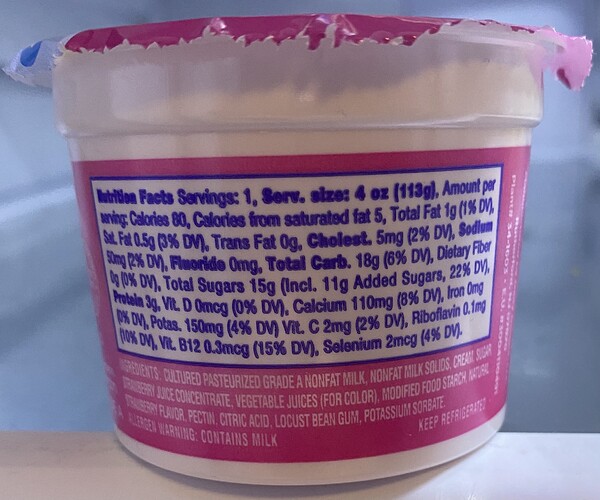 Nutrition Facts Servings: 1, Serv. size: 4 oz (113g), Amount per
serving: Calories 80, Calories from saturated fat 5, Total Fat 1g (1% DV),
Sat. Fat 0.5g (3% DV), Trans Fat 0g, Cholest. 5mg (2% DV), Sodium
50mg (2% DV), Fluoride 0mg, Total Carb. 18g (6% DV), Dietary Fiber
0g (0% DV), Total Sugars 15g (Incl. 11g Added Sugars, 22% DV),
Protein 3g, Vit. D 0mcg (0% DV), Calcium 110mg (8% DV), Iron 0mg
(0% DV), Potas. 150mg (4% DV) Vit. C 2mg (2% DV), Riboflavin 0.1mg
(10% DV), Vit. B12 0.3mcg (15% DV), Selenium 2mcg (4% DV).
INGREDIENTS: CULTURED PASTEURIZED GRADE A NONFAT MILK, NONFAT MILK SOLIDS, CREAM, SUGAR
STRAWBERRY JUICE CONCENTRATE, VEGETABLE JUICES (FOR COLOR), MODIFIED FOOD STARCH, NATURAL
STRAWBERRY FLAVOR, PECTIN, CITRIC ACID, LOCUST BEAN GUM, POTASSIUM SORBATE.
ALLERGEN WARNING: CONTAINS MILK
KEEP REFRIGERATED